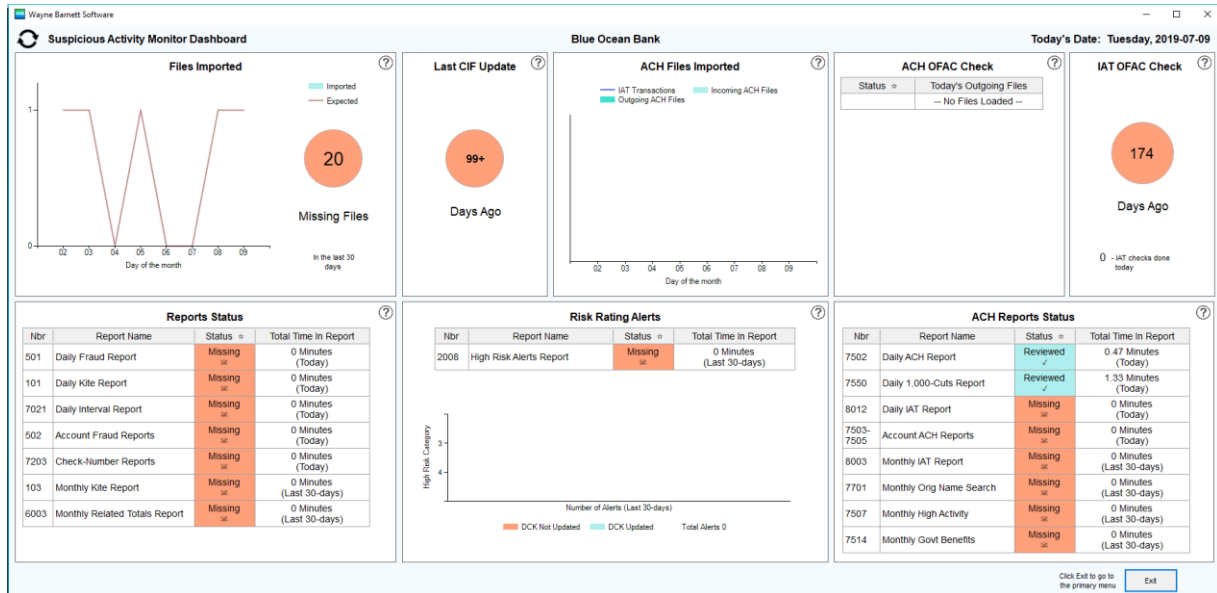 Wayne Barnett Software
Suspicious Activity Monitor Dashboard
Blue Ocean Bank
Today's Date: Tuesday, 2019-07-09
Files Imported
?
Imported
Expected
1
0
02 03 04 05 06 07 08 09
Day of the month
20
Missing Files
In the last 30
days
Last CIF Update
?
99+
Days Ago
ACH Files Imported
?
IAT Transactions Incoming ACH Files
Outgoing ACH Files
02 03 04 05 06 07 08 09
Day of the month
ACH OFAC Check
?
Status Today's Outgoing Files
-- No Files Loaded --
IAT OFAC Check
?
174
Days Ago
0 - IAT checks done
today
Reports Status
?
Nbr Report Name Status Total Time In Report
501 Daily Fraud Report Missing 0 Minutes
(Today)
101 Daily Kite Report Missing 0 Minutes
(Today)
7021 Daily Interval Report Missing 0 Minutes
(Today)
502 Account Fraud Reports Missing 0 Minutes
(Today)
7203 Check-Number Reports Missing 0 Minutes
(Today)
103 Monthly Kite Report Missing 0 Minutes
(Last 30-days)
6003 Monthly Related Totals Report Missing 0 Minutes
(Last 30-days)
Risk Rating Alerts
?
Nbr Report Name Status Total Time In Report
2008 High Risk Alerts Report Missing 0 Minutes
(Last 30-days)
High Risk Category
3
4
Number of Alerts (Last 30-days)
DCK Not Updated DCK Updated Total Alerts 0
ACH Reports Status
?
Nbr Report Name Status Total Time In Report
7502 Daily ACH Report Reviewed ✓ 0.47 Minutes
(Today)
7550 Daily 1,000-Cuts Report Reviewed ✓ 1.33 Minutes
(Today)
8012 Daily IAT Report Missing 0 Minutes
(Today)
7503-
7505 Account ACH Reports Missing 0 Minutes
(Today)
8003 Monthly IAT Report Missing 0 Minutes
(Last 30-days)
7701 Monthly Orig Name Search Missing 0 Minutes
(Last 30-days)
7507 Monthly High Activity Missing 0 Minutes
(Last 30-days)
7514 Monthly Govt Benefits Missing 0 Minutes
(Last 30-days)
Click Exit to go to
the primary menu
Exit